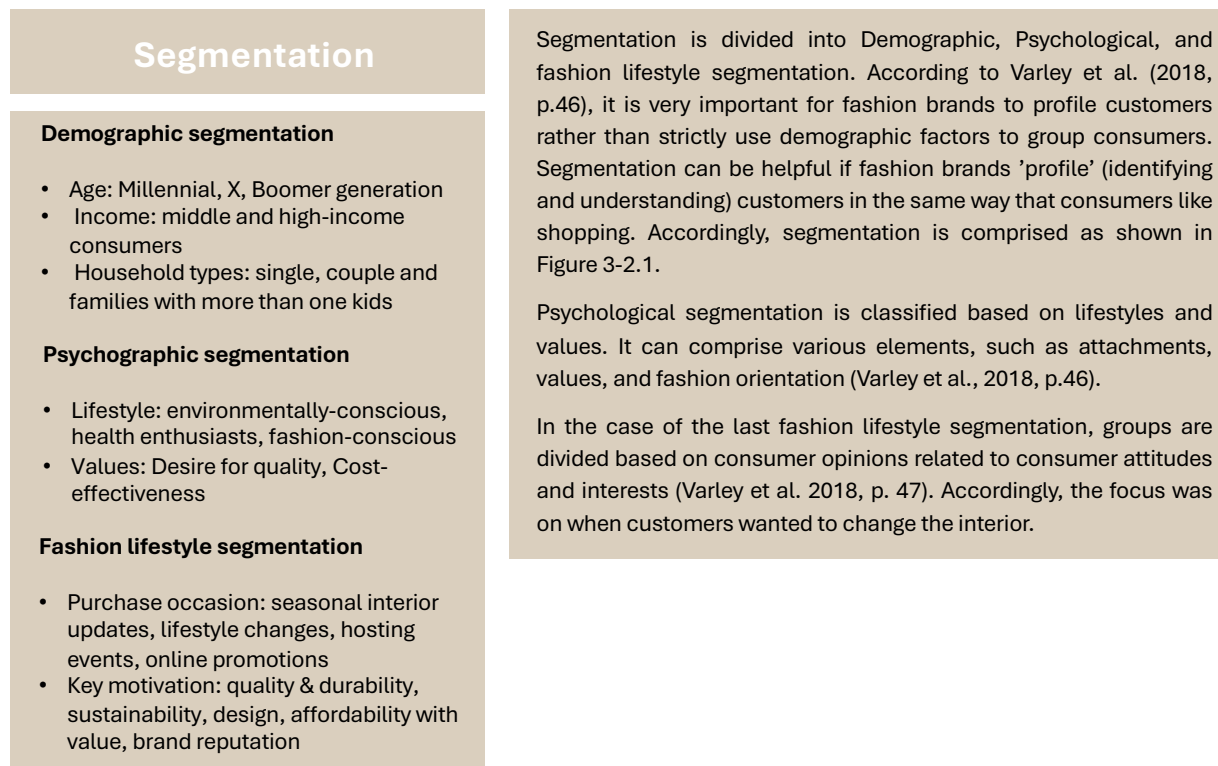 Segmentation
Demographic segmentation
• Age: Millennial, X, Boomer generation
• Income: middle and high-income
consumers
• Household types: single, couple and
families with more than one kids
Psychographic segmentation
• Lifestyle: environmentally-conscious,
health enthusiasts, fashion-conscious
• Values: Desire for quality, Cost-
effectiveness
Fashion lifestyle segmentation
• Purchase occasion: seasonal interior
updates, lifestyle changes, hosting
events, online promotions
• Key motivation: quality & durability,
sustainability, design, affordability with
value, brand reputation
Segmentation is divided into Demographic, Psychological, and
fashion lifestyle segmentation. According to Varley et al. (2018,
p.46), it is very important for fashion brands to profile customers
rather than strictly use demographic factors to group consumers.
Segmentation can be helpful if fashion brands ’profile’ (identifying
and understanding) customers in the same way that consumers like
shopping. Accordingly, segmentation is comprised as shown in
Figure 3-2.1.
Psychological segmentation is classified based on lifestyles and
values. It can comprise various elements, such as attachments,
values, and fashion orientation (Varley et al., 2018, p.46).
In the case of the last fashion lifestyle segmentation, groups are
divided based on consumer opinions related to consumer attitudes
and interests (Varley et al. 2018, p. 47). Accordingly, the focus was
on when customers wanted to change the interior.